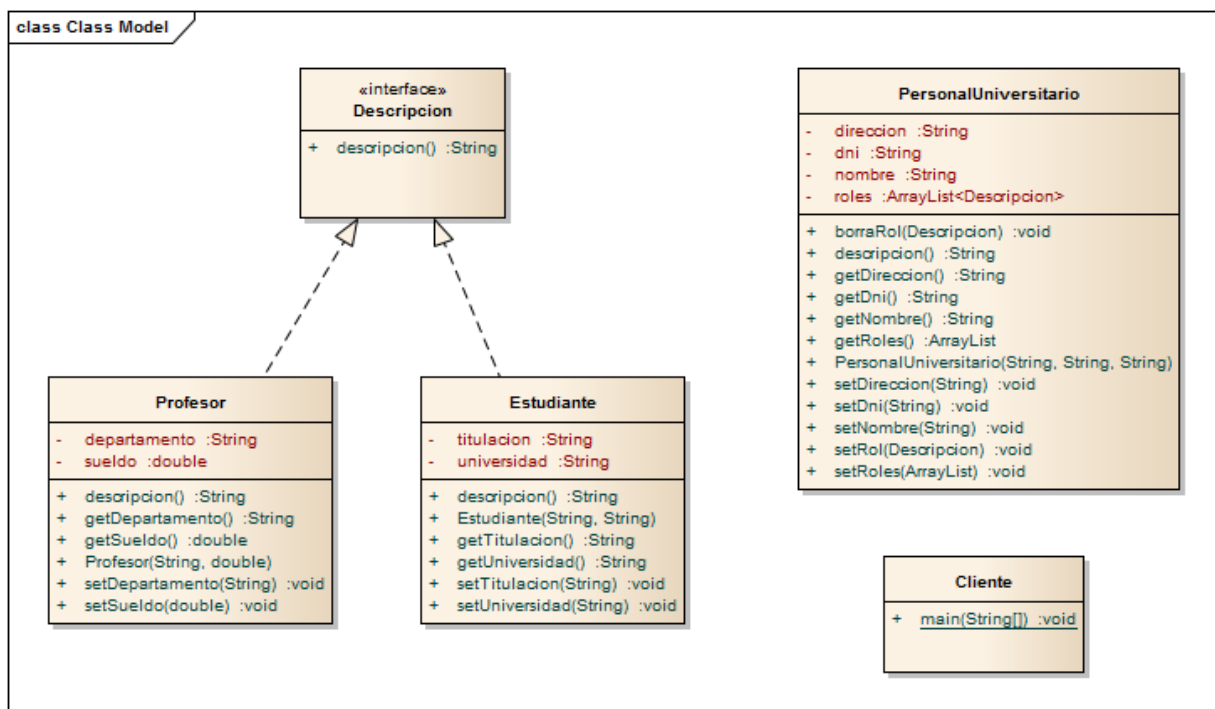 class Class Model
«interface»
Descripcion
+ descripcion() :String
PersonalUniversitario
- direccion :String
- dni :String
- nombre :String
- roles :ArrayList<Descripcion>
+ borraRol(Descripcion) :void
+ descripcion() :String
+ getDireccion() :String
+ getDni() :String
+ getNombre() :String
+ getRoles() :ArrayList
+ PersonalUniversitario(String, String, String)
+ setDireccion(String) :void
+ setDni(String) :void
+ setNombre(String) :void
+ setRol(Descripcion) :void
+ setRoles(ArrayList) :void
Profesor
- departamento :String
- sueldo :double
+ descripcion() :String
+ getDepartamento() :String
+ getSueldo() :double
+ Profesor(String, double)
+ setDepartamento(String) :void
+ setSueldo(double) :void
Estudiante
- titulacion :String
- universidad :String
+ descripcion() :String
+ Estudiante(String, String)
+ getTitulacion() :String
+ getUniversidad() :String
+ setTitulacion(String) :void
+ setUniversidad(String) :void
Cliente
+ main(String[]) :void